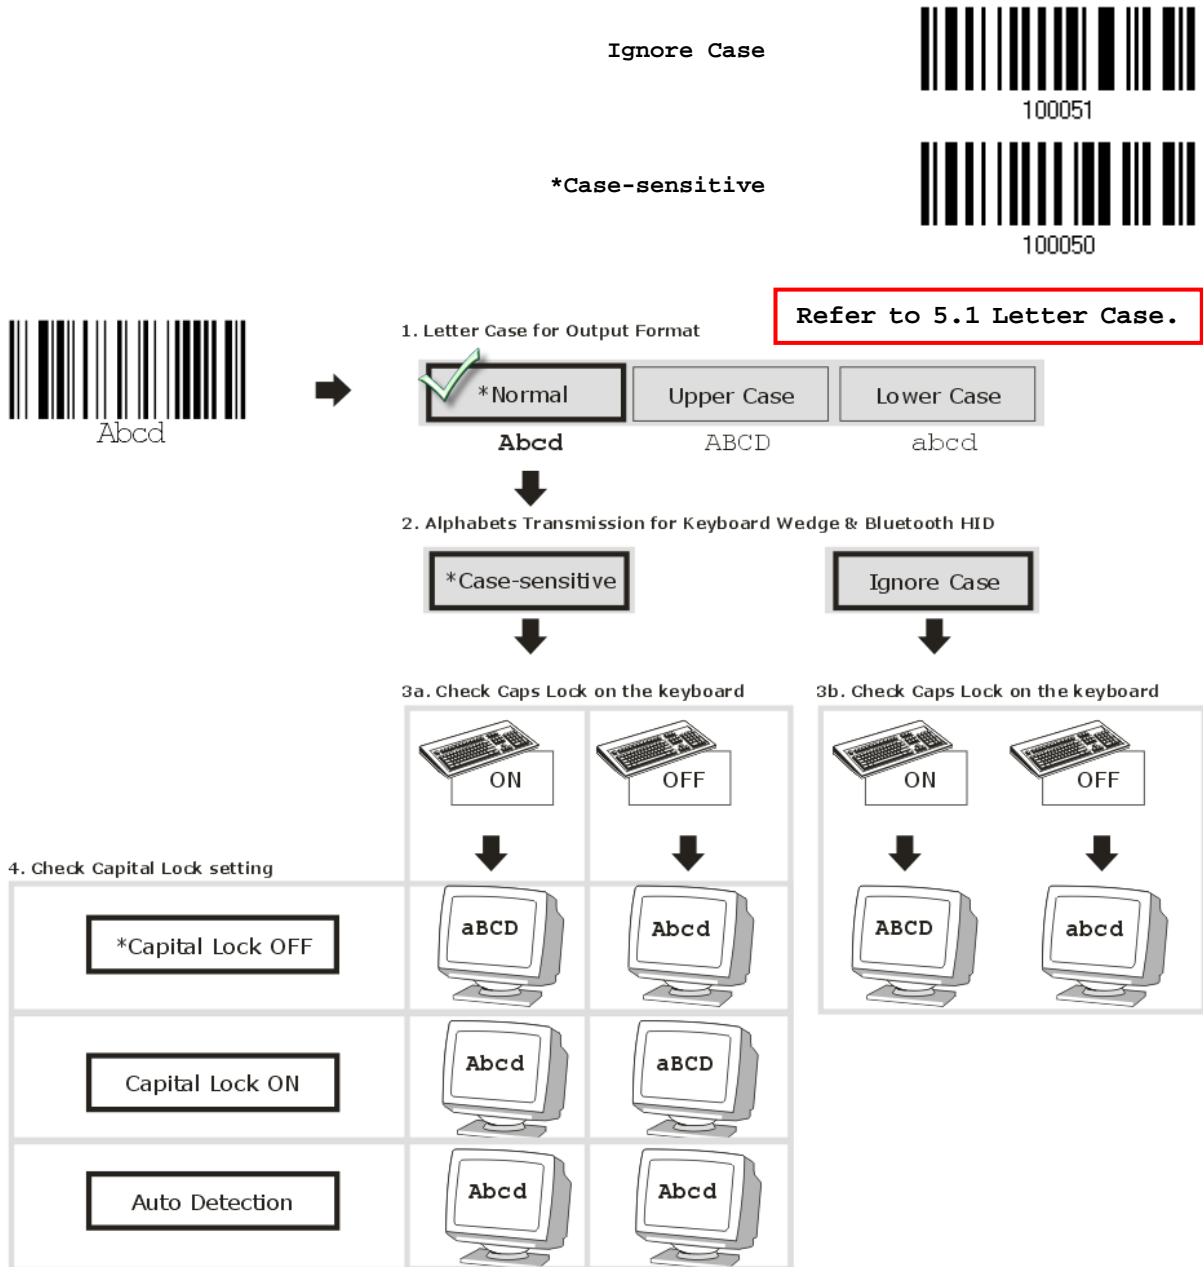 Ignore Case
100051
*Case-sensitive
100050
Refer to 5.1 Letter Case.
Abcd
1. Letter Case for Output Format
*Normal Upper Case Lower Case
Abcd ABCD abcd
2. Alphabets Transmission for Keyboard Wedge & Bluetooth HID
*Case-sensitive Ignore Case
3a. Check Caps Lock on the keyboard 3b. Check Caps Lock on the keyboard
ON OFF ON OFF
4. Check Capital Lock setting
*Capital Lock OFF aBCD Abcd ABCD abcd
Capital Lock ON Abcd aBCD
Auto Detection Abcd Abcd